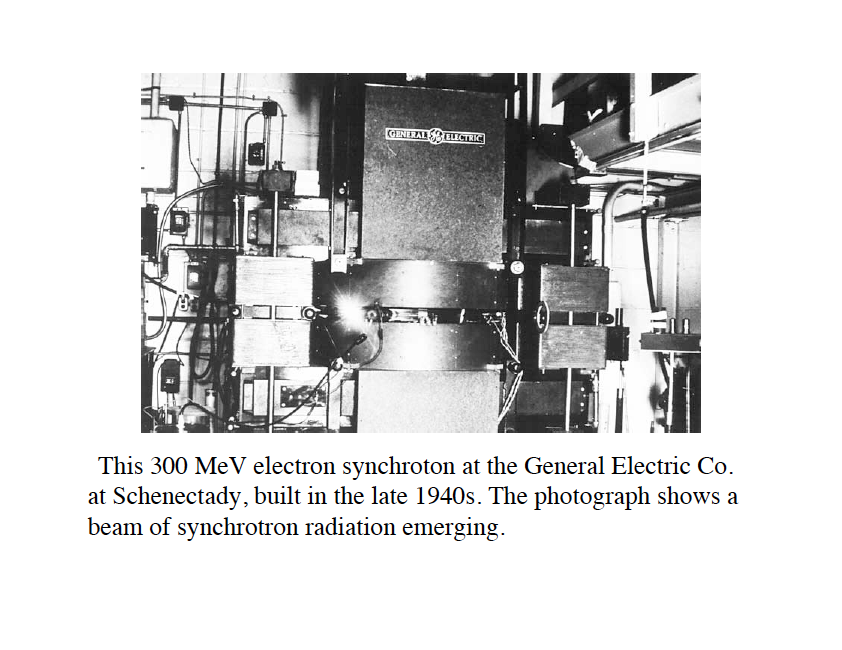 GENERAL GE ELECTRIC
This 300 MeV electron synchroton at the General Electric Co.
at Schenectady, built in the late 1940s. The photograph shows a
beam of synchrotron radiation emerging.